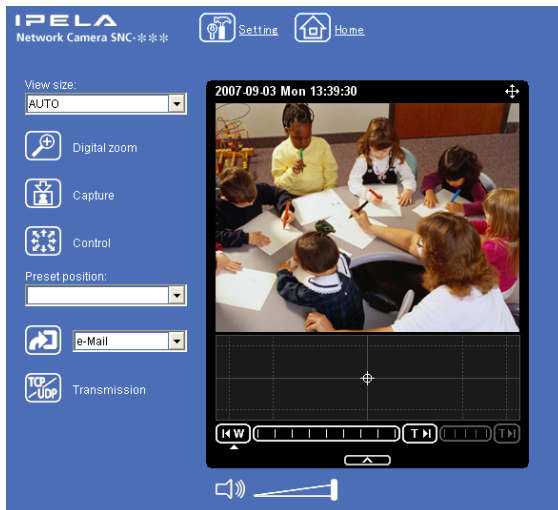 IPELA
Network Camera SNC-✽✽✽
Setting
Home
View size:
AUTO
2007-09-03 Mon 13:39:30
Digital zoom
Capture
Control
Preset position:
e-Mail
TCP/UDP
Transmission
W
T
T